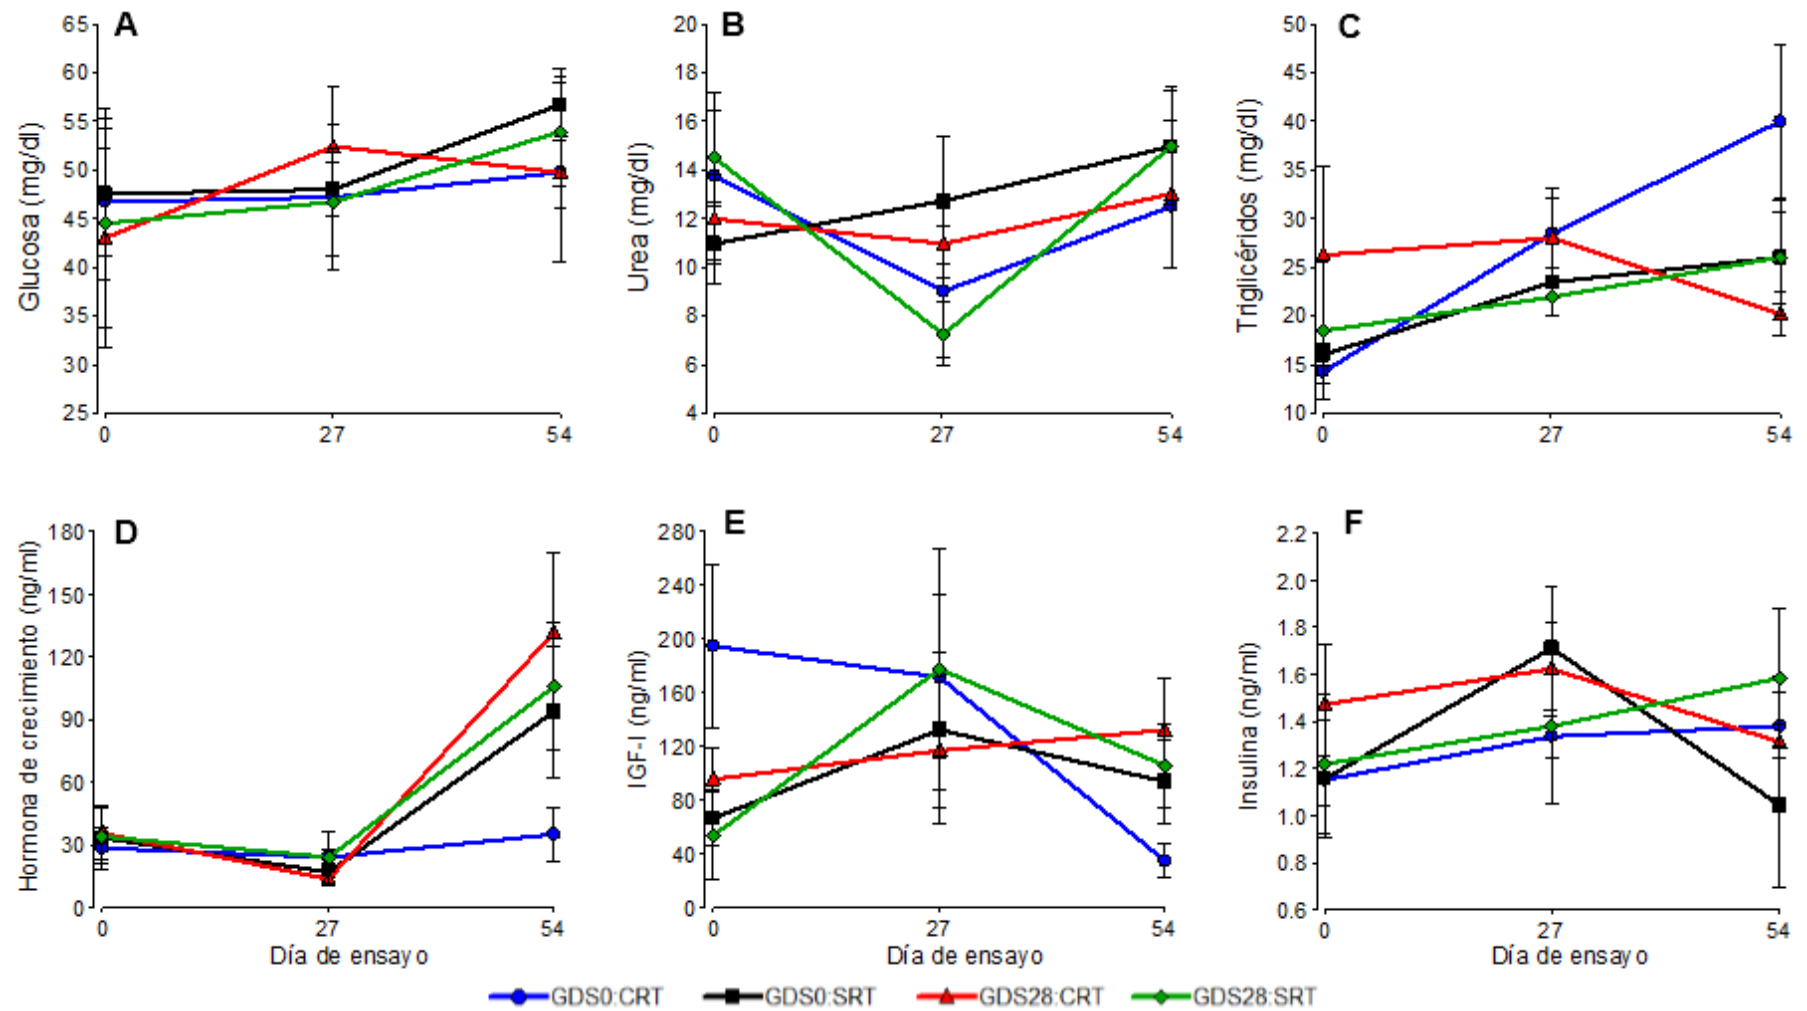 A
Glucosa (mg/dl)
65
60
55
50
45
40
35
30
25
0 27 54
B
Urea (mg/dl)
20
18
16
14
12
10
8
6
4
0 27 54
C
Triglicéridos (mg/dl)
50
45
40
35
30
25
20
15
10
0 27 54
D
Hormona de crecimiento (ng/ml)
180
150
120
90
60
30
0
0 27 54
Día de ensayo
E
IGF-I (ng/ml)
280
240
200
160
120
80
40
0
0 27 54
Día de ensayo
F
Insulina (ng/ml)
2.2
2.0
1.8
1.6
1.4
1.2
1.0
0.8
0.6
0 27 54
Día de ensayo
GDS0:CRT GDS0:SRT GDS28:CRT GDS28:SRT